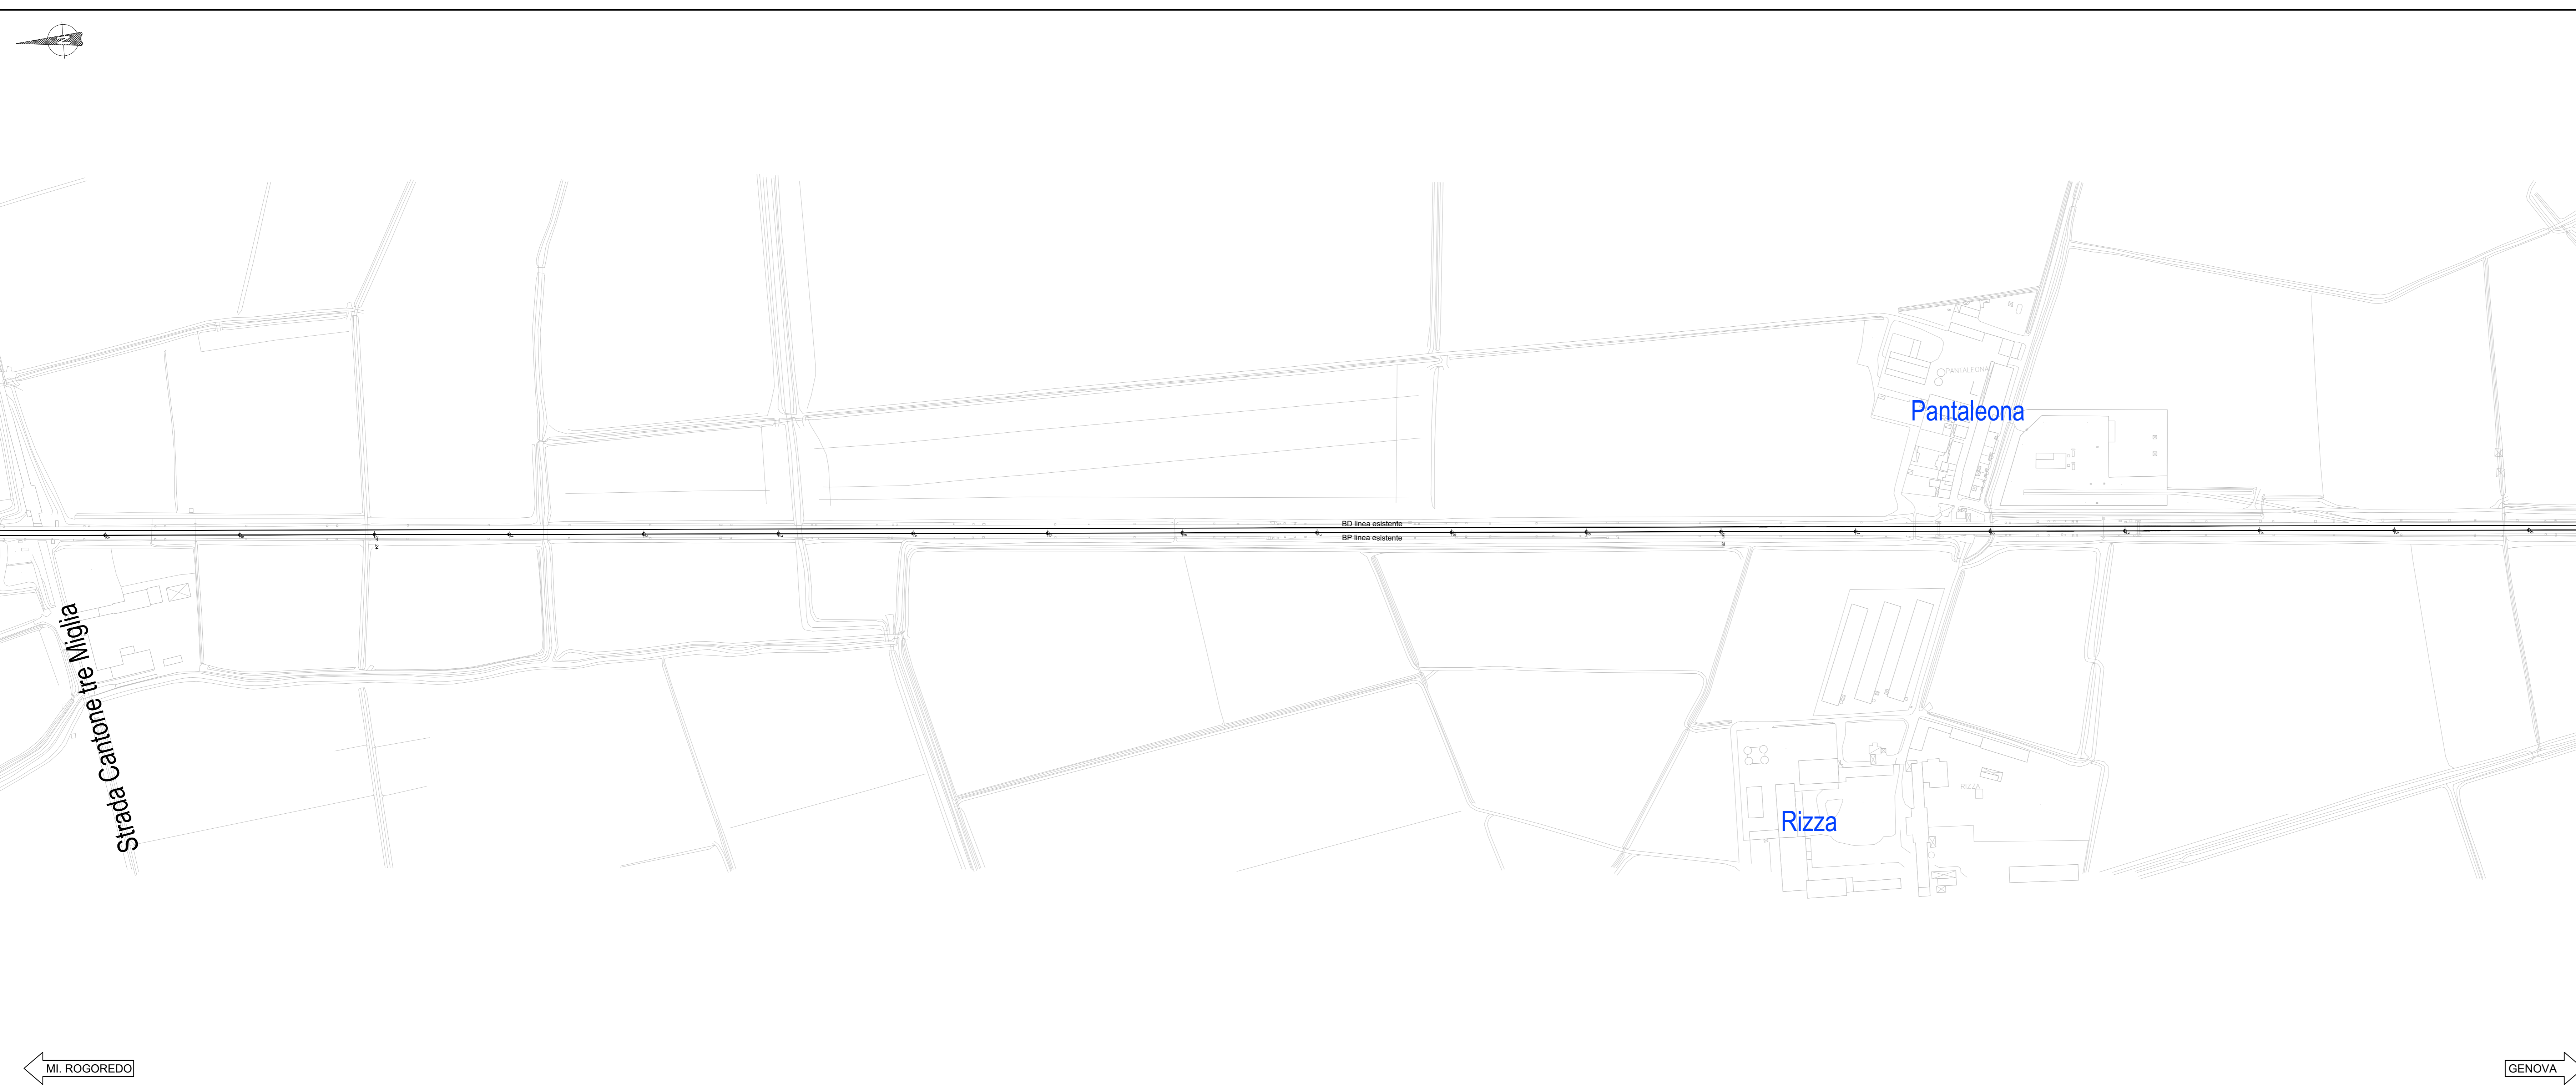 N
PANTALEONA
Pantaleona
BD linea esistente
BP linea esistente
Strada Cantone tre Miglia
RIZZA
Rizza
MI. ROGOREDO
GENOVA